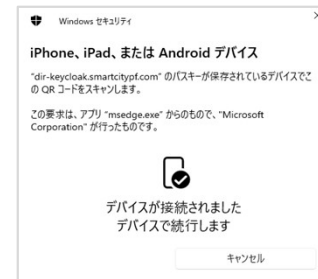 Windows セキュリティ
iPhone、iPad、または Android デバイス
"dir-keycloak.smartcitypf.com" のパスキーが保存されているデバイスでこ
の QR コードをスキャンします。
この要求は、アプリ "msedge.exe" からのもので、"Microsoft
Corporation" が行ったものです。
デバイスが接続されました
デバイスで続行します
キャンセル